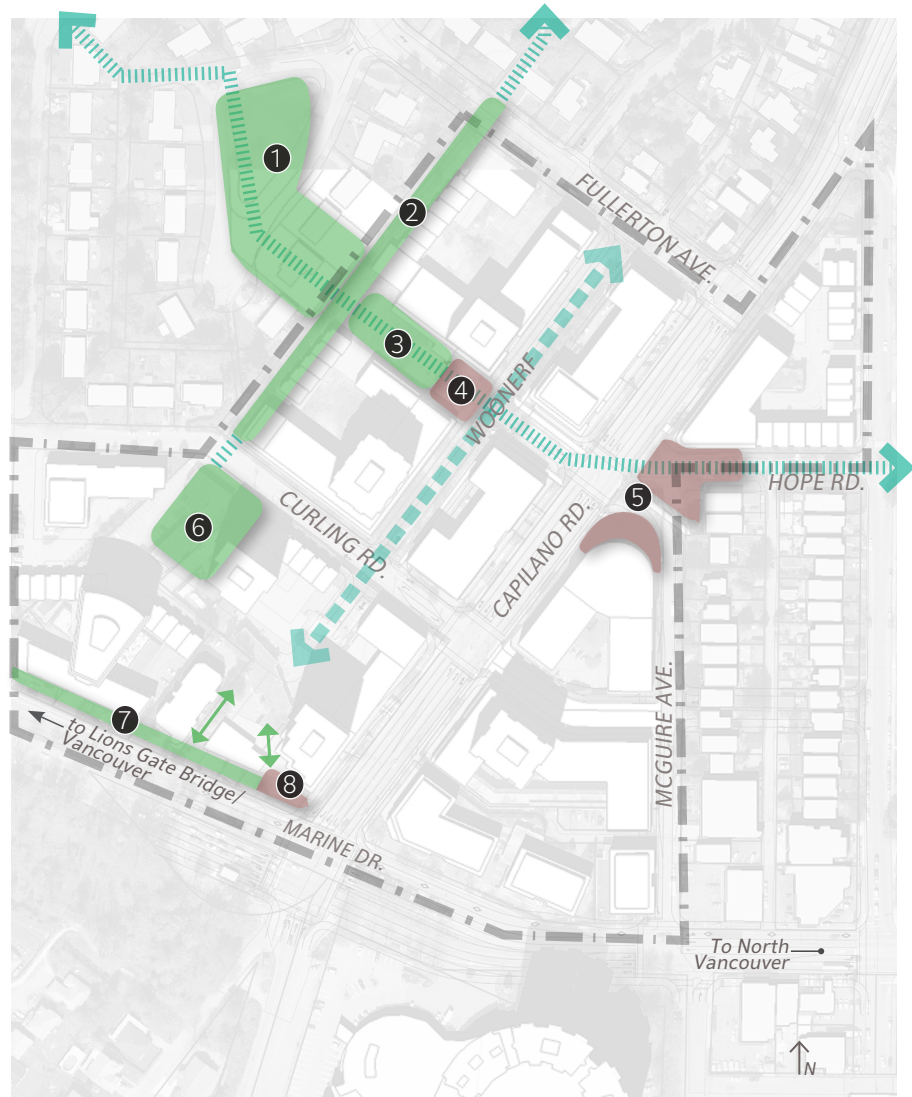 1
2
FULLERTON AVE.
3
4
WOONERF
HOPE RD.
5
6
CURLING RD.
CAPILANO RD.
MCGUIRE AVE.
7
to Lions Gate Bridge/
Vancouver
8
MARINE DR.
To North
Vancouver
N